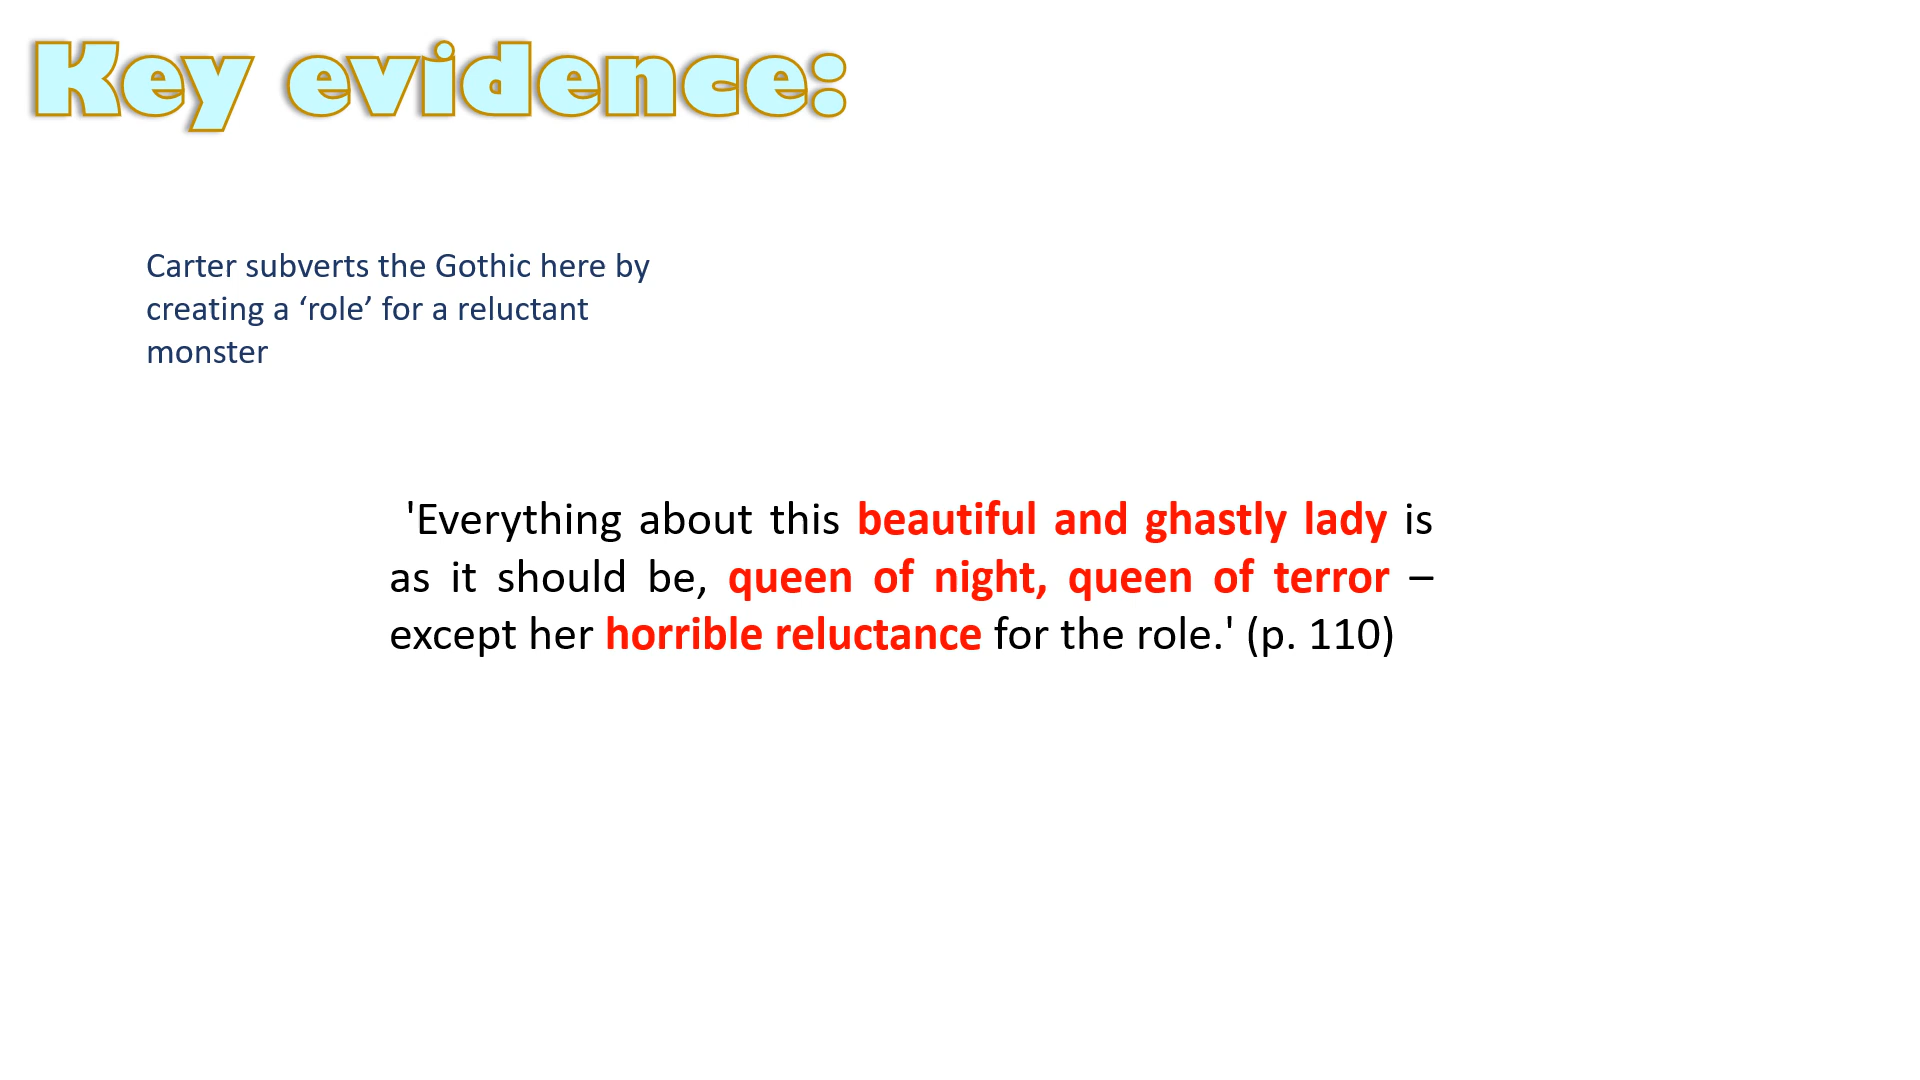 Key evidence:
Carter subverts the Gothic here by
creating a ‘role’ for a reluctant
monster
'Everything about this beautiful and ghastly lady is
as it should be, queen of night, queen of terror –
except her horrible reluctance for the role.' (p. 110)